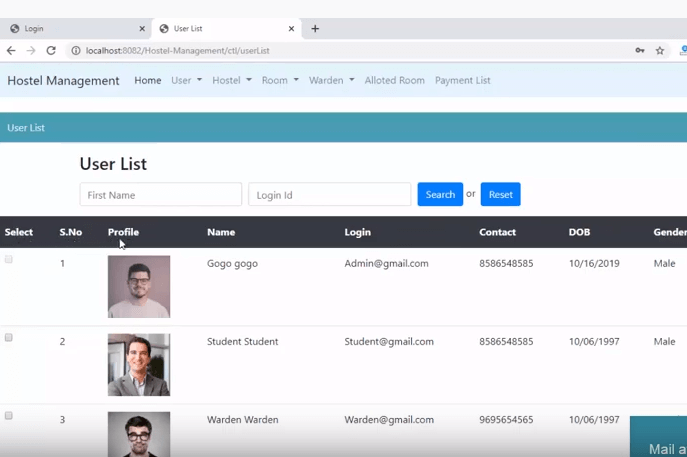 Login
User List
localhost:8082/Hostel-Management/ctl/userList
Hostel Management Home User Hostel Room Warden Alloted Room Payment List
User List
User List
First Name Login Id Search or Reset
Select S.No Profile Name Login Contact DOB Gender
1 Gogo gogo Admin@gmail.com 8586548585 10/16/2019 Male
2 Student Student Student@gmail.com 8586548585 10/06/1997 Male
3 Warden Warden Warden@gmail.com 9695654565 10/06/1997
Mail a